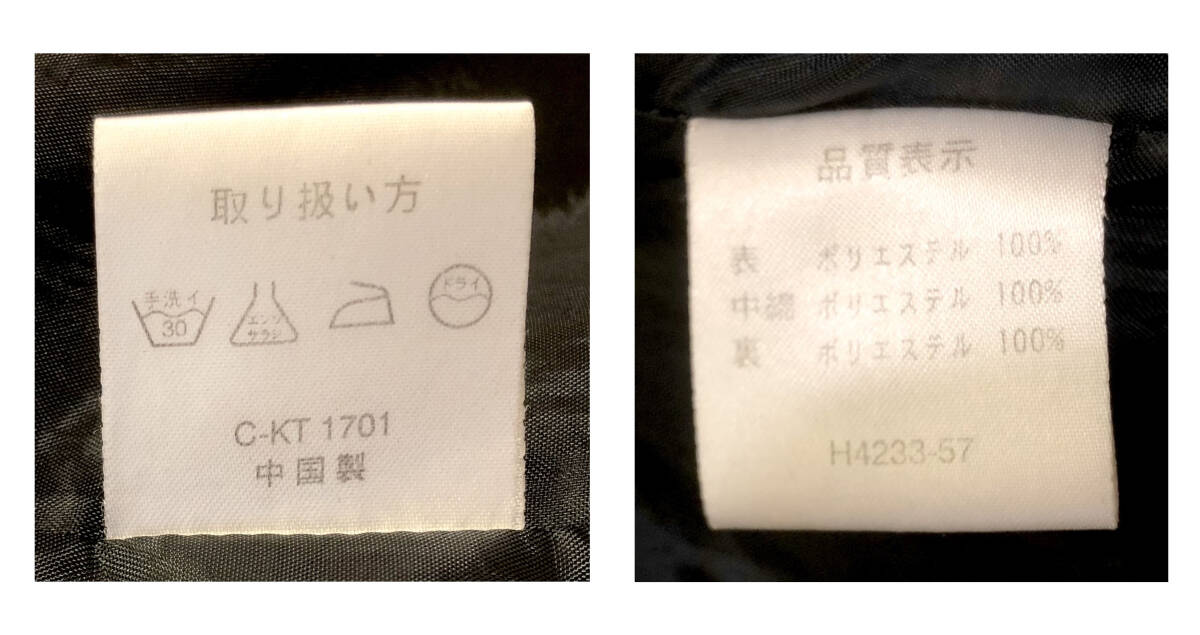 取り扱い方
手洗イ
30
エンソ
サラシ
ドライ
C-KT 1701
中国製
品質表示
表 ポリエステル 100%
中綿 ポリエステル 100%
裏 ポリエステル 100%
H4233-57